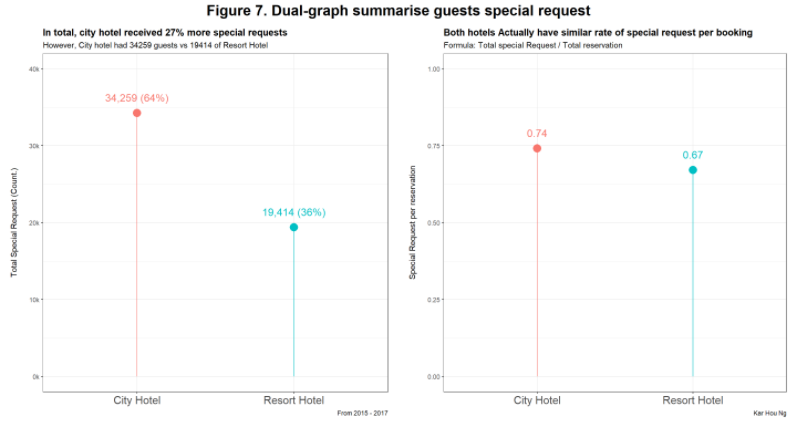 Figure 7. Dual-graph summarise guests special request
In total, city hotel received 27% more special requests
However, City hotel had 34259 guests vs 19414 of Resort Hotel
Total Special Request (Count.)
40k
30k
20k
10k
0k
34,259 (64%)
19,414 (36%)
City Hotel
Resort Hotel
From 2015 - 2017
Both hotels Actually have similar rate of special request per booking
Formula: Total special Request / Total reservation
Special Request per reservation
1.00
0.75
0.50
0.25
0.00
0.74
0.67
City Hotel
Resort Hotel
Kar Hou Ng